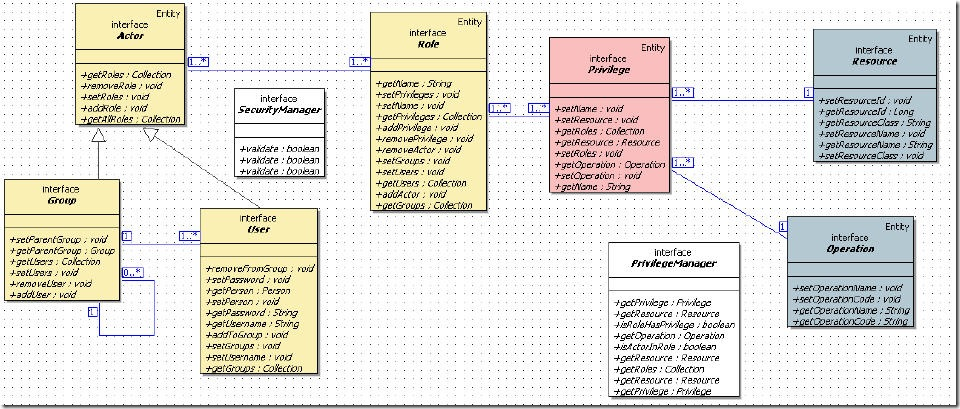 Entity
interface
Actor
+getRoles : Collection
+removeRole : void
+setRoles : void
+addRole : void
+getAllRoles : Collection
1..*
1..*
interface
SecurityManager
+validate : boolean
+validate : boolean
+validate : boolean
Entity
interface
Role
+getName : String
+setPrivileges : void
+setName : void
+getPrivileges : Collection
+addPrivilege : void
+removePrivilege : void
+removeActor : void
+setGroups : void
+setUsers : void
+getUsers : Collection
+addActor : void
+getGroups : Collection
1..*
1..*
Entity
interface
Privilege
+setName : void
+setResource : void
+getRoles : Collection
+getResource : Resource
+setRoles : void
+getOperation : Operation
+setOperation : void
+getName : String
1..*
1
1..*
1
Entity
interface
Resource
+setResourceId : void
+getResourceId : Long
+getResourceClass : String
+setResourceName : void
+getResourceName : String
+setResourceClass : void
interface
Group
+setParentGroup : void
+getParentGroup : Group
+getUsers : Collection
+setUsers : void
+removeUser : void
+addUser : void
1
1..*
0..*
1
interface
User
+removeFromGroup : void
+setPassword : void
+getPerson : Person
+setPerson : void
+getPassword : String
+getUsername : String
+addToGroup : void
+setGroups : void
+setUsername : void
+getGroups : Collection
interface
PrivilegeManager
+getPrivilege : Privilege
+getResource : Resource
+isRoleHasPrivilege : boolean
+getOperation : Operation
+isActorInRole : boolean
+getResource : Resource
+getRoles : Collection
+getResource : Resource
+getPrivilege : Privilege
Entity
interface
Operation
+setOperationName : void
+setOperationCode : void
+getOperationName : String
+getOperationCode : String